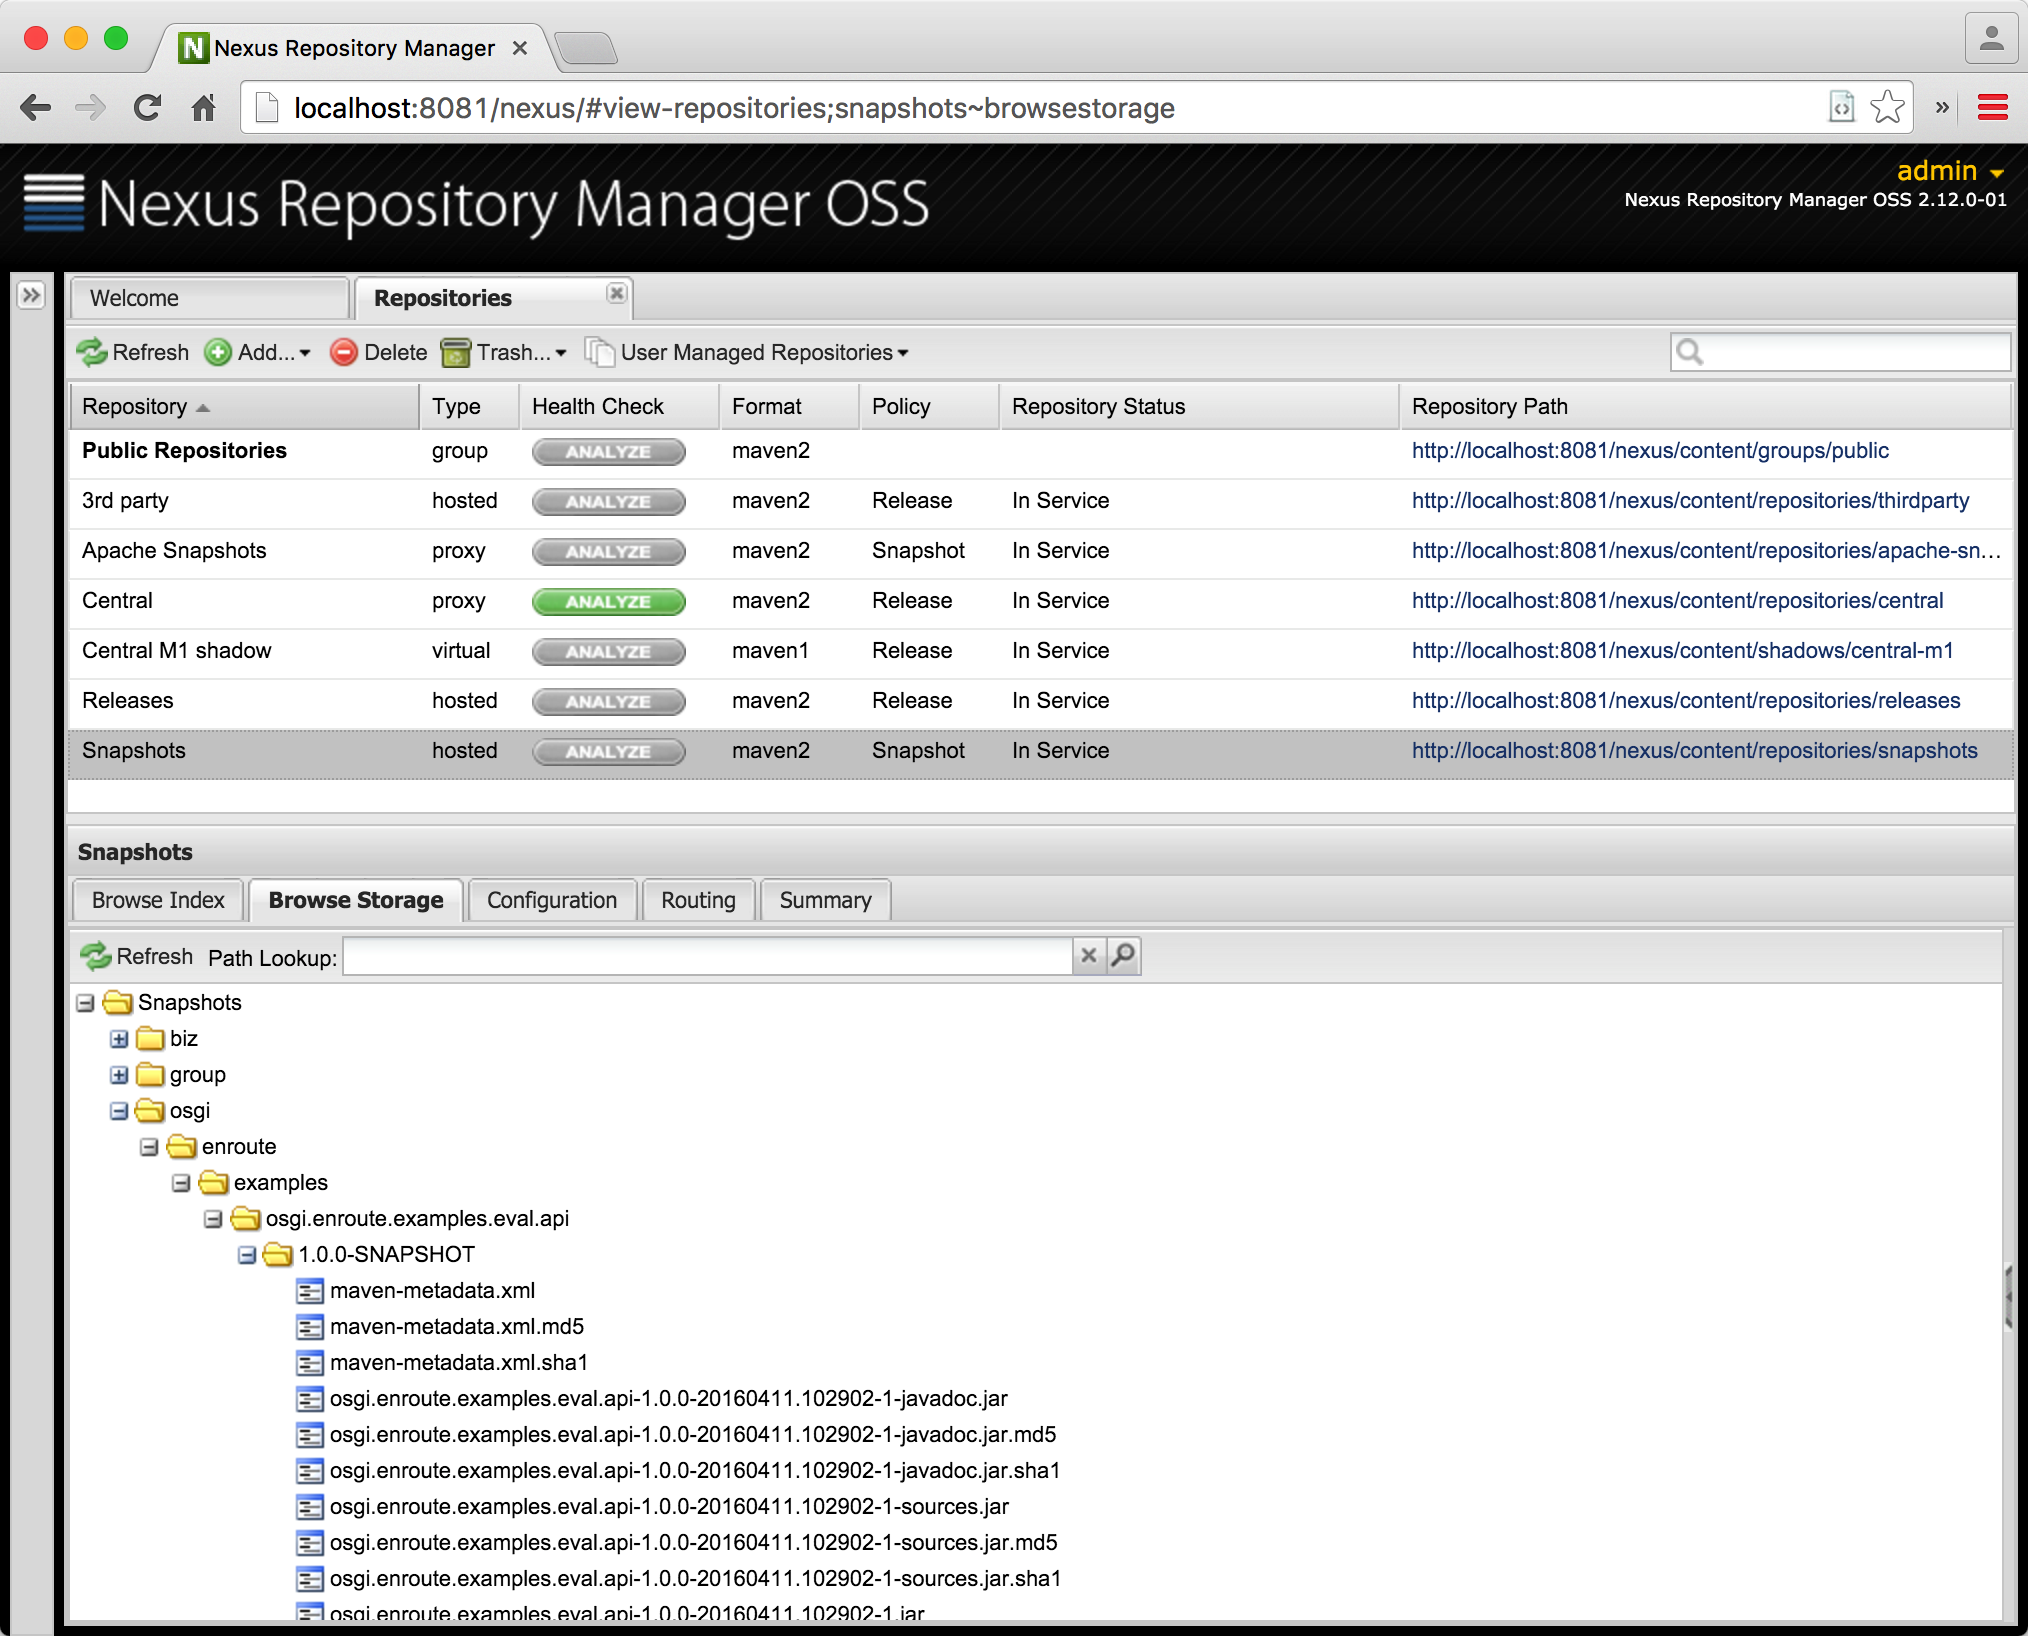 Nexus Repository Manager
localhost:8081/nexus/#view-repositories;snapshots~browsestorage
admin
Nexus Repository Manager OSS
Nexus Repository Manager OSS 2.12.0-01
Welcome Repositories
Refresh Add... Delete Trash... User Managed Repositories
Repository Type Health Check Format Policy Repository Status Repository Path
Public Repositories group ANALYZE maven2 http://localhost:8081/nexus/content/groups/public
3rd party hosted ANALYZE maven2 Release In Service http://localhost:8081/nexus/content/repositories/thirdparty
Apache Snapshots proxy ANALYZE maven2 Snapshot In Service http://localhost:8081/nexus/content/repositories/apache-sn...
Central proxy ANALYZE maven2 Release In Service http://localhost:8081/nexus/content/repositories/central
Central M1 shadow virtual ANALYZE maven1 Release In Service http://localhost:8081/nexus/content/shadows/central-m1
Releases hosted ANALYZE maven2 Release In Service http://localhost:8081/nexus/content/repositories/releases
Snapshots hosted ANALYZE maven2 Snapshot In Service http://localhost:8081/nexus/content/repositories/snapshots
Snapshots
Browse Index Browse Storage Configuration Routing Summary
Refresh Path Lookup:
Snapshots
biz
group
osgi
enroute
examples
osgi.enroute.examples.eval.api
1.0.0-SNAPSHOT
maven-metadata.xml
maven-metadata.xml.md5
maven-metadata.xml.sha1
osgi.enroute.examples.eval.api-1.0.0-20160411.102902-1-javadoc.jar
osgi.enroute.examples.eval.api-1.0.0-20160411.102902-1-javadoc.jar.md5
osgi.enroute.examples.eval.api-1.0.0-20160411.102902-1-javadoc.jar.sha1
osgi.enroute.examples.eval.api-1.0.0-20160411.102902-1-sources.jar
osgi.enroute.examples.eval.api-1.0.0-20160411.102902-1-sources.jar.md5
osgi.enroute.examples.eval.api-1.0.0-20160411.102902-1-sources.jar.sha1
osgi.enroute.examples.eval.api-1.0.0-20160411.102902-1.jar